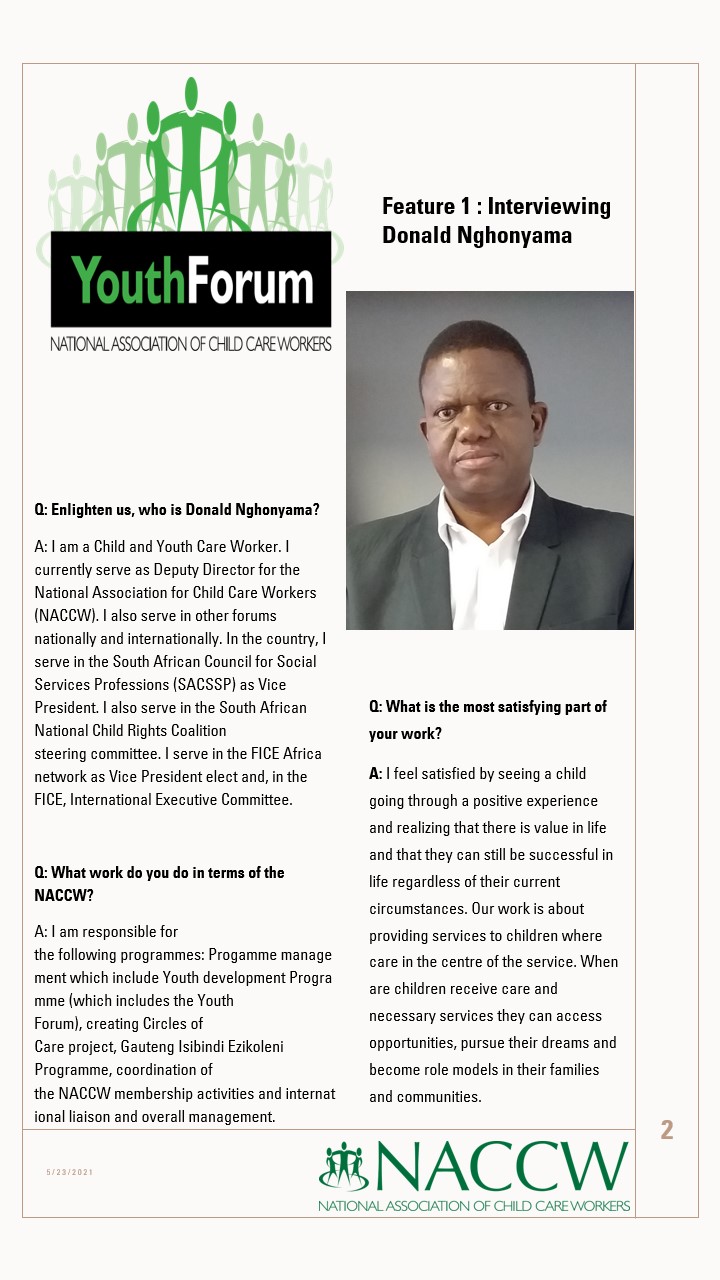 YouthForum
NATIONAL ASSOCIATION OF CHILD CARE WORKERS
Feature 1 : Interviewing
Donald Nghonyama
Q: Enlighten us, who is Donald Nghonyama?
A: I am a Child and Youth Care Worker. I
currently serve as Deputy Director for the
National Association for Child Care Workers
(NACCW). I also serve in other forums
nationally and internationally. In the country, I
serve in the South African Council for Social
Services Professions (SACSSP) as Vice
President. I also serve in the South African
National Child Rights Coalition
steering committee. I serve in the FICE Africa
network as Vice President elect and, in the
FICE, International Executive Committee.
Q: What work do you do in terms of the
NACCW?
A: I am responsible for
the following programmes: Progamme manage
ment which include Youth development Progra
mme (which includes the Youth
Forum), creating Circles of
Care project, Gauteng Isibindi Ezikoleni
Programme, coordination of
the NACCW membership activities and internat
ional liaison and overall management.
Q: What is the most satisfying part of
your work?
A: I feel satisfied by seeing a child
going through a positive experience
and realizing that there is value in life
and that they can still be successful in
life regardless of their current
circumstances. Our work is about
providing services to children where
care in the centre of the service. When
are children receive care and
necessary services they can access
opportunities, pursue their dreams and
become role models in their families
and communities.
2
5/23/2021
NACCW
NATIONAL ASSOCIATION OF CHILD CARE WORKERS